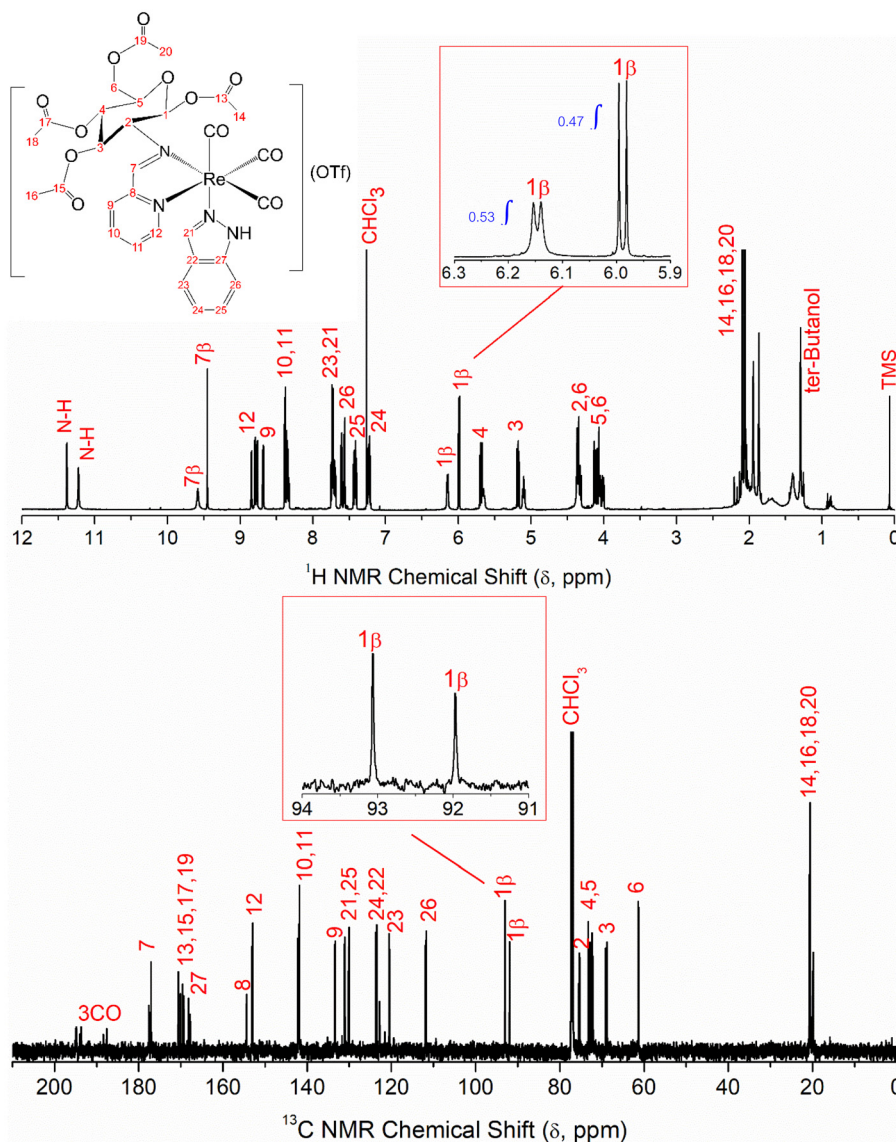 O
19
20
O
6
O
O
5
4
O
1
13
14
O
17
O
2
18
3
O
15
16
O
7
N
CO
CO
CO
Re
(OTf)
8
9
N
10
11
12
N
21
NH
22
27
23
26
24
25
1β
1β
0.47 ∫
0.53 ∫
6.3 6.2 6.1 6.0 5.9
N-H
N-H
7β
7β
12
9
10,11
23,21
26
25
CHCl3
24
1β
1β
4
3
2,6
5,6
14,16,18,20
ter-Butanol
TMS
12 11 10 9 8 7 6 5 4 3 2 1 0
1H NMR Chemical Shift (δ, ppm)
1β
1β
94 93 92 91
3CO
7
13,15,17,19
27
8
12
10,11
9
21,25
24,22
23
26
1β
1β
CHCl3
2
4,5
3
6
14,16,18,20
200 180 160 140 120 100 80 60 40 20 0
13C NMR Chemical Shift (δ, ppm)